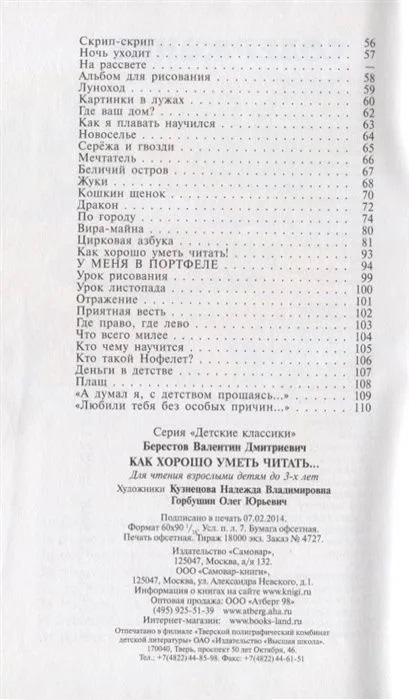 Скрип-скрип . . . 56
Ночь уходит . . . 57
На рассвете . . . —
Альбом для рисования . . . 58
Луноход . . . 59
Картинки в лужах . . . 60
Где ваш дом? . . . 62
Как я плавать научился . . . 63
Новоселье . . . 64
Серёжа и гвозди . . . 65
Мечтатель . . . 66
Беличий остров . . . 67
Жуки . . . 68
Кошкин щенок . . . 70
Дракон . . . 72
По городу . . . 74
Вира-майна . . . 80
Цирковая азбука . . . 81
Как хорошо уметь читать! . . . 93
У МЕНЯ В ПОРТФЕЛЕ . . . 94
Урок рисования . . . 99
Урок листопада . . . 100
Отражение . . . 101
Приятная весть . . . 102
Где право, где лево . . . 103
Что всего милее . . . 104
Кто чему научится . . . 105
Кто такой Нофелет? . . . 106
Деньги в детстве . . . 107
Плащ . . . 108
"А думал я, с детством прощаясь..." . . . 109
"Любили тебя без особых причин..." . . . 110
Серия «Детские классики»
Берестов Валентин Дмитриевич
КАК ХОРОШО УМЕТЬ ЧИТАТЬ...
Для чтения взрослыми детям до 3-х лет
Художники Кузнецова Надежда Владимировна
Горбушин Олег Юрьевич
Подписано в печать 07.02.2014.
Формат 60х90 1/16. Усл. п. л. 7. Бумага офсетная.
Печать офсетная. Тираж 18000 экз. Заказ № 4727.
Издательство «Самовар»,
125047, Москва, а/я 132.
ООО «Самовар-книги»,
125047, Москва, ул. Александра Невского, д.1.
Информация о книгах на сайте www.knigi.ru
Оптовая продажа: ООО «Атберг 98»
(495) 925-51-39 www.atberg.aha.ru
Интернет-магазин: www.books-land.ru
Отпечатано в филиале «Тверской полиграфический комбинат
детской литературы» ОАО «Издательство «Высшая школа».
170040, Тверь, проспект 50 лет Октября, 46.
Тел.: +7(4822)44-85-98. Факс: +7(4822)44-61-51